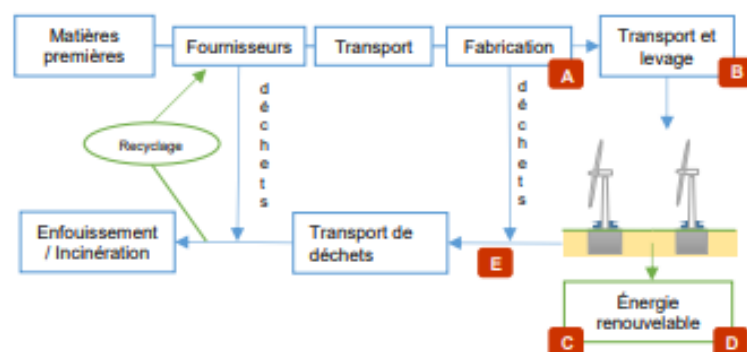 Matières
premières
Fournisseurs
Transport
Fabrication
A
Transport et
levage
B
déchets
déchets
Recyclage
Enfouissement
/ Incinération
Transport de
déchets
E
Énergie
renouvelable
C
D